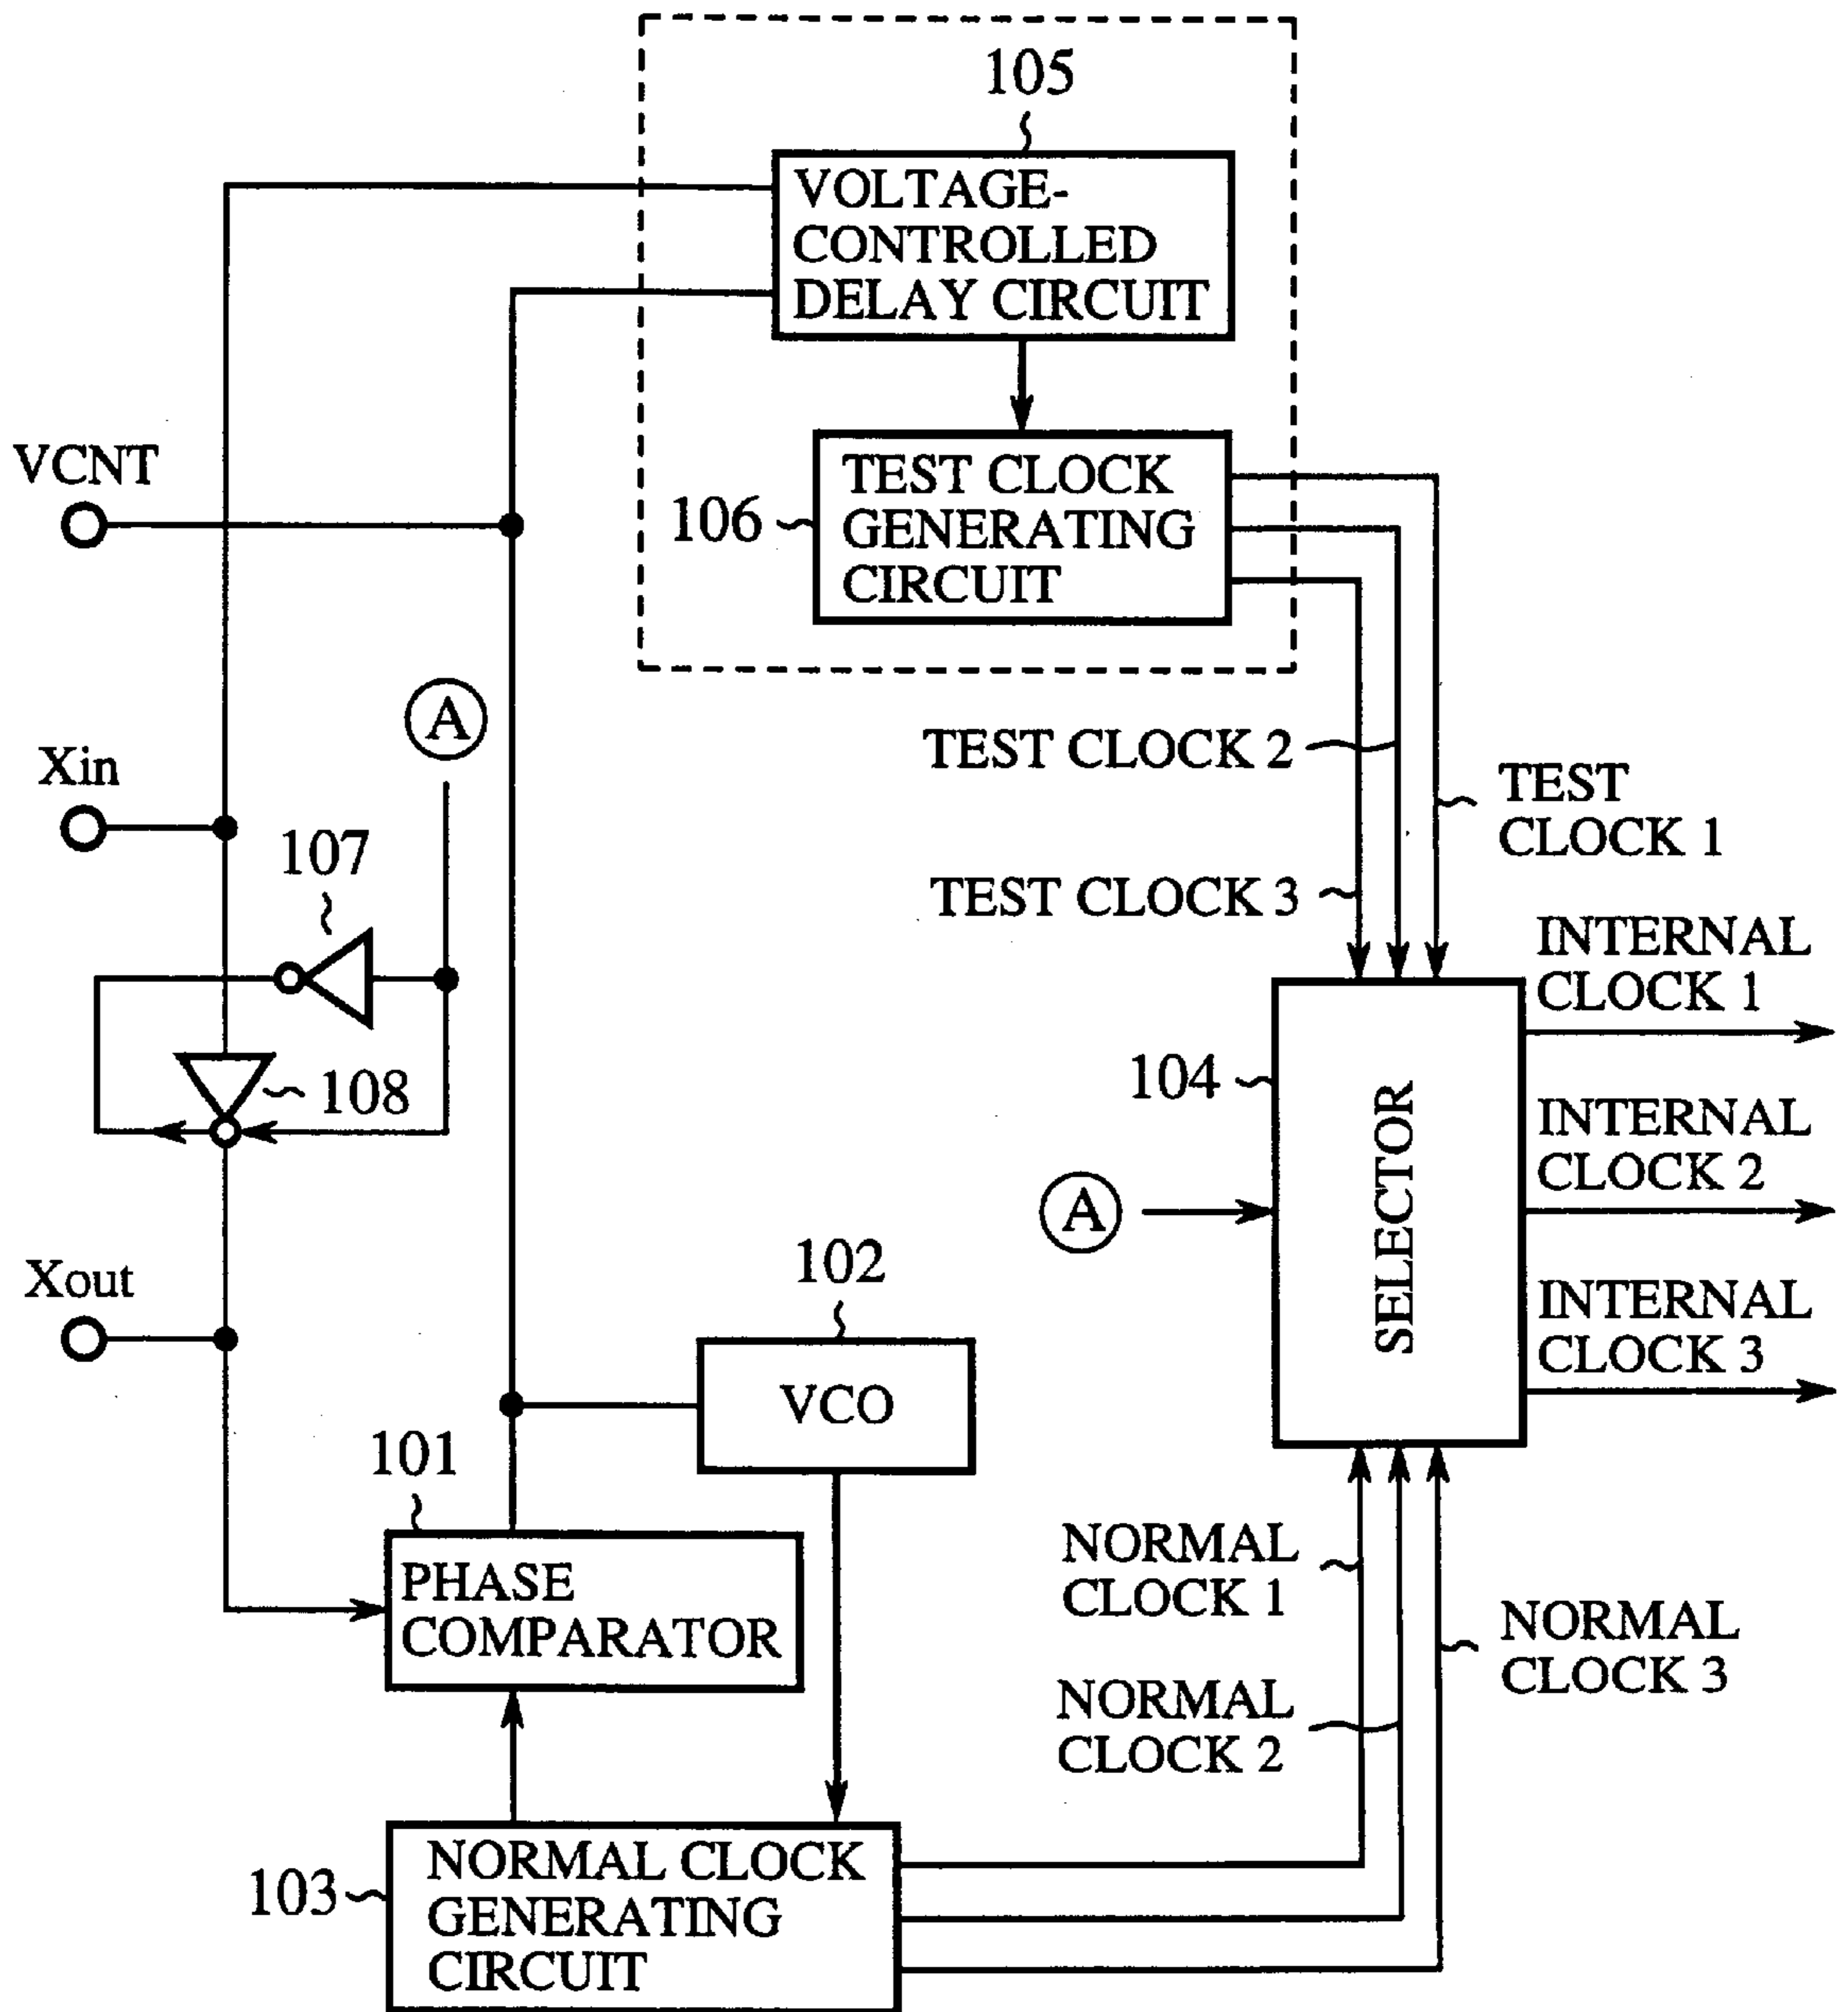 105
VOLTAGE-
CONTROLLED
DELAY CIRCUIT
VCNT
106
TEST CLOCK
GENERATING
CIRCUIT
A
Xin
TEST CLOCK 2
TEST
CLOCK 1
107
TEST CLOCK 3
INTERNAL
CLOCK 1
108
104
SELECTOR
INTERNAL
CLOCK 2
A
Xout
102
VCO
INTERNAL
CLOCK 3
101
PHASE
COMPARATOR
NORMAL
CLOCK 1
NORMAL
CLOCK 3
NORMAL
CLOCK 2
103
NORMAL CLOCK
GENERATING
CIRCUIT